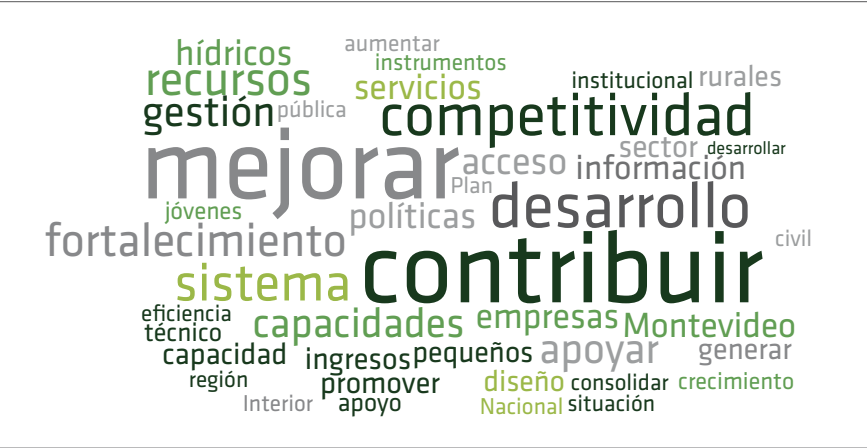 aumentar
hídricos
instrumentos
recursos
servicios
institucional rurales
gestión pública
competitividad
mejorar
sector
desarrollar
acceso
información
Plan
desarrollo
jóvenes
políticas
fortalecimiento
civil
contribuir
sistema
eficiencia
capacidades
empresas
Montevideo
técnico
capacidad
ingresos
pequeños
apoyar
generar
región
promover
diseño
consolidar
crecimiento
Interior
apoyo
Nacional
situación